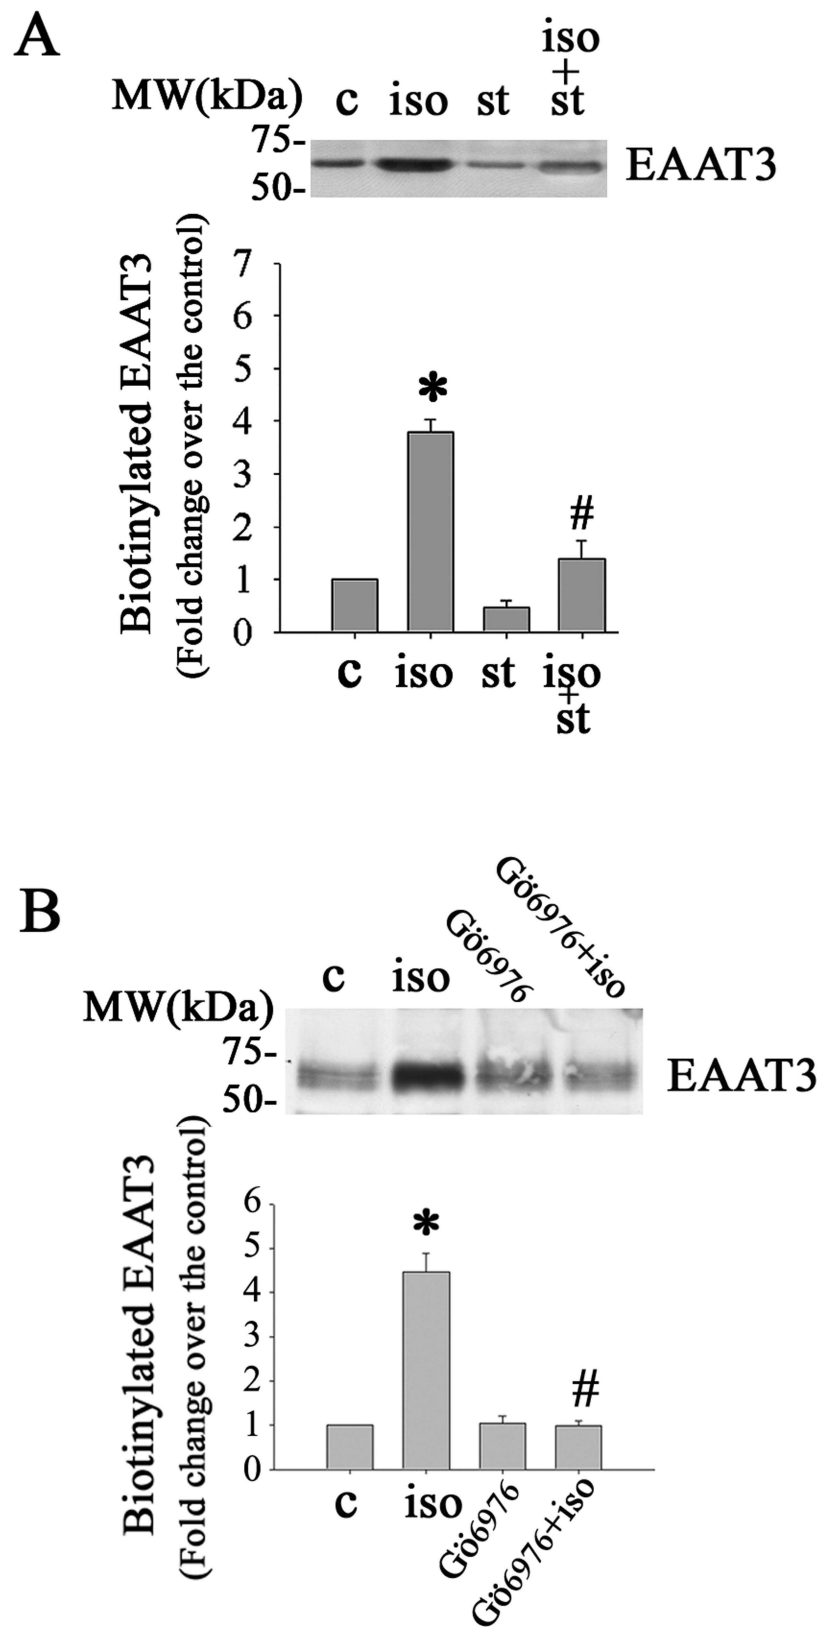 A
iso
+
MW(kDa) c iso st st
75-
EAAT3
50-
Biotinylated EAAT3
(Fold change over the control)
7
6
5
4
3
2
1
0
*
#
c iso st iso
+
st
B
Gö6976+iso
Gö6976
c iso
MW(kDa)
75-
EAAT3
50-
Biotinylated EAAT3
(Fold change over the control)
6
5
4
3
2
1
0
*
#
c iso Gö6976 Gö6976+iso